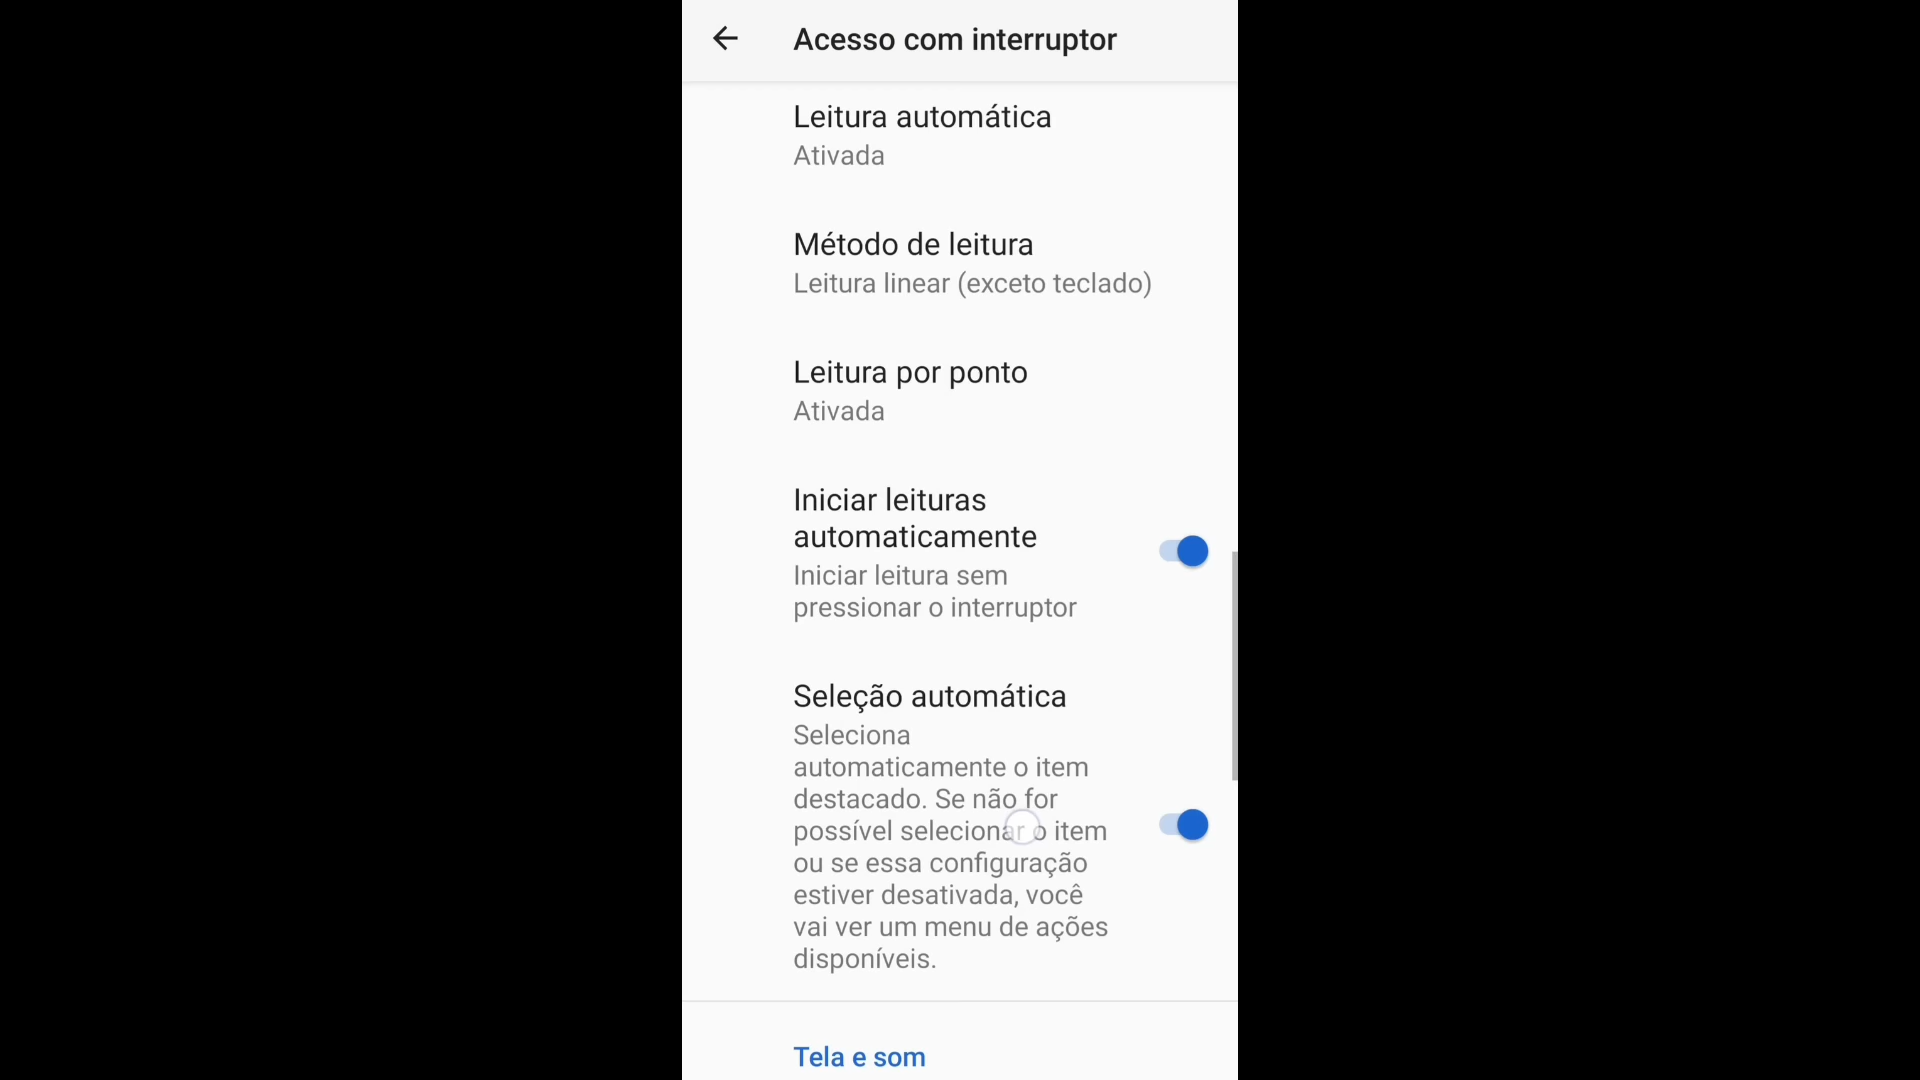 Acesso com interruptor
Leitura automática
Ativada
Método de leitura
Leitura linear (exceto teclado)
Leitura por ponto
Ativada
Iniciar leituras
automaticamente
Iniciar leitura sem
pressionar o interruptor
Seleção automática
Seleciona
automaticamente o item
destacado. Se não for
possível selecionar o item
ou se essa configuração
estiver desativada, você
vai ver um menu de ações
disponíveis.
Tela e som